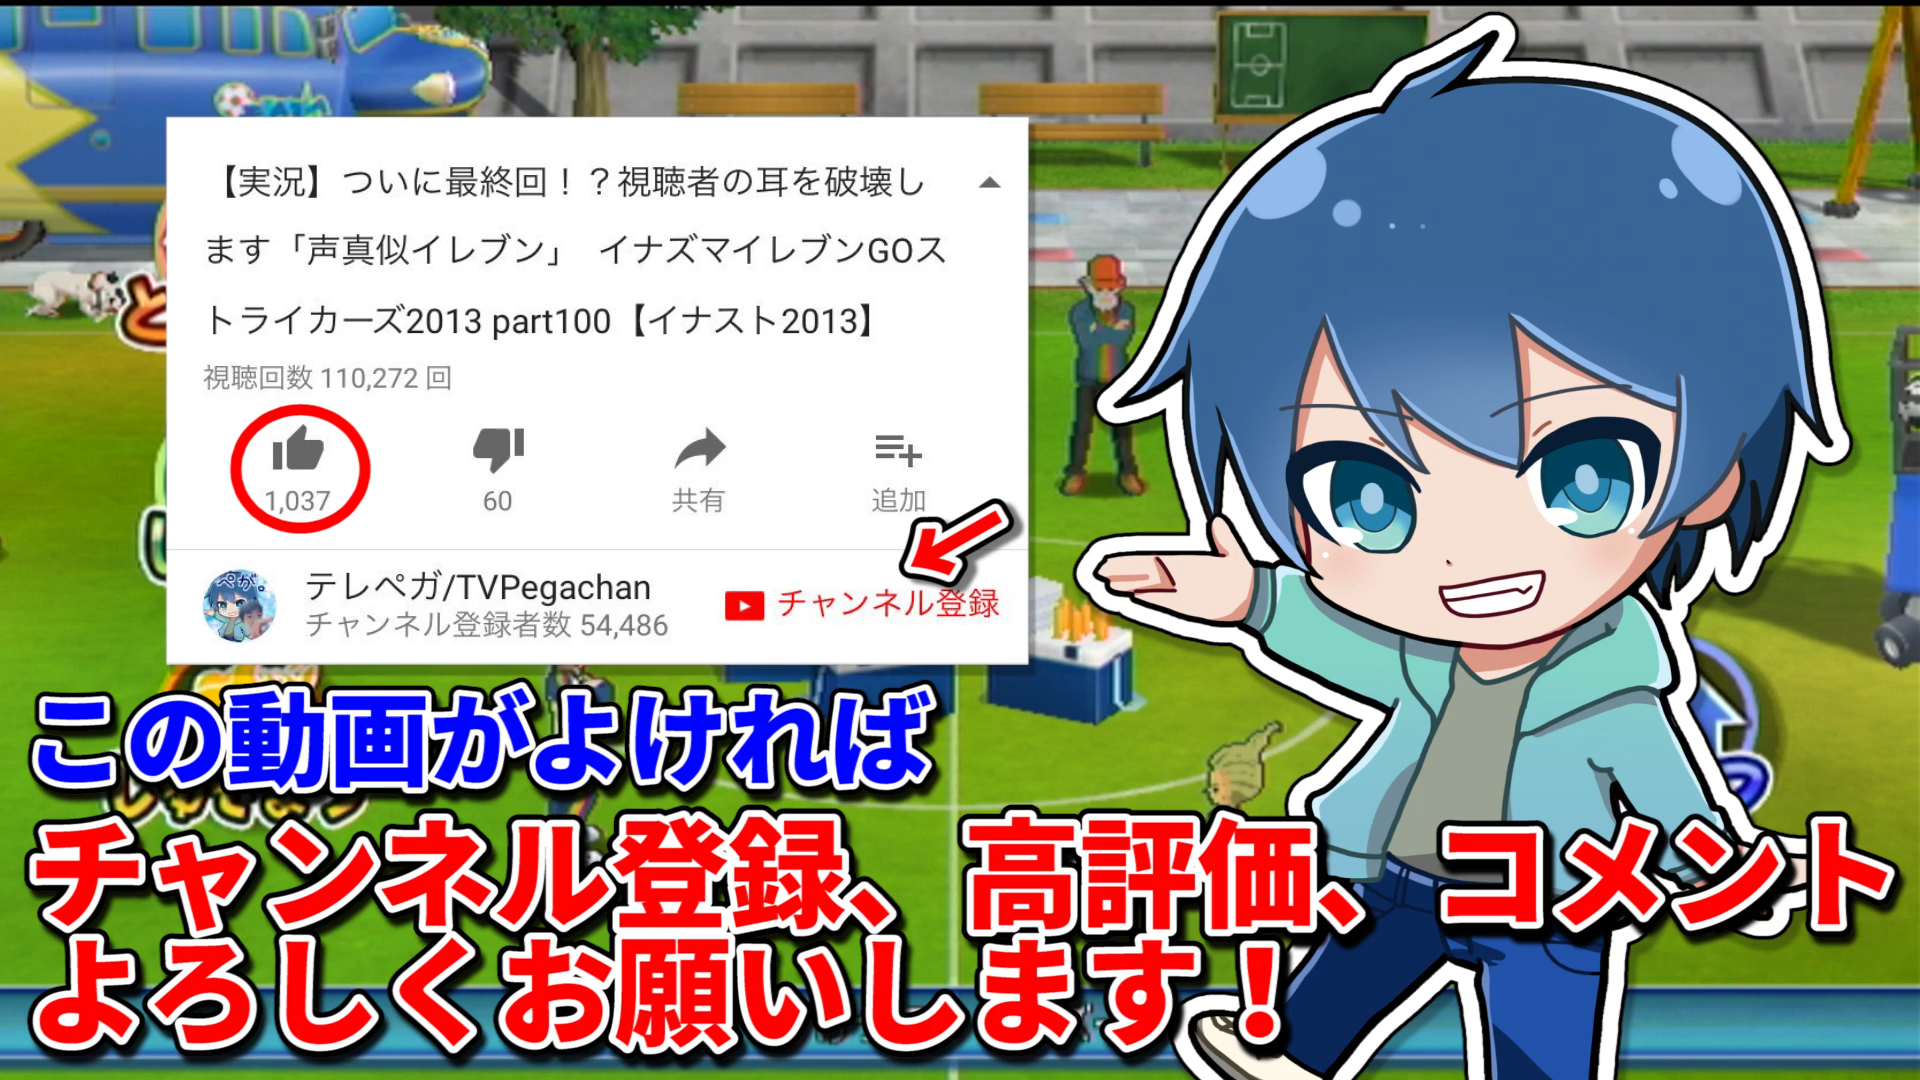 【実況】ついに最終回！？視聴者の耳を破壊し
ます「声真似イレブン」 イナズマイレブンGOス
トライカーズ2013 part100【イナスト2013】
視聴回数 110,272 回
1,037
60
共有
追加
ぺが。
テレペガ/TVPegachan
チャンネル登録者数 54,486
チャンネル登録
この動画がよければ
チャンネル登録、高評価、コメント
よろしくお願いします！